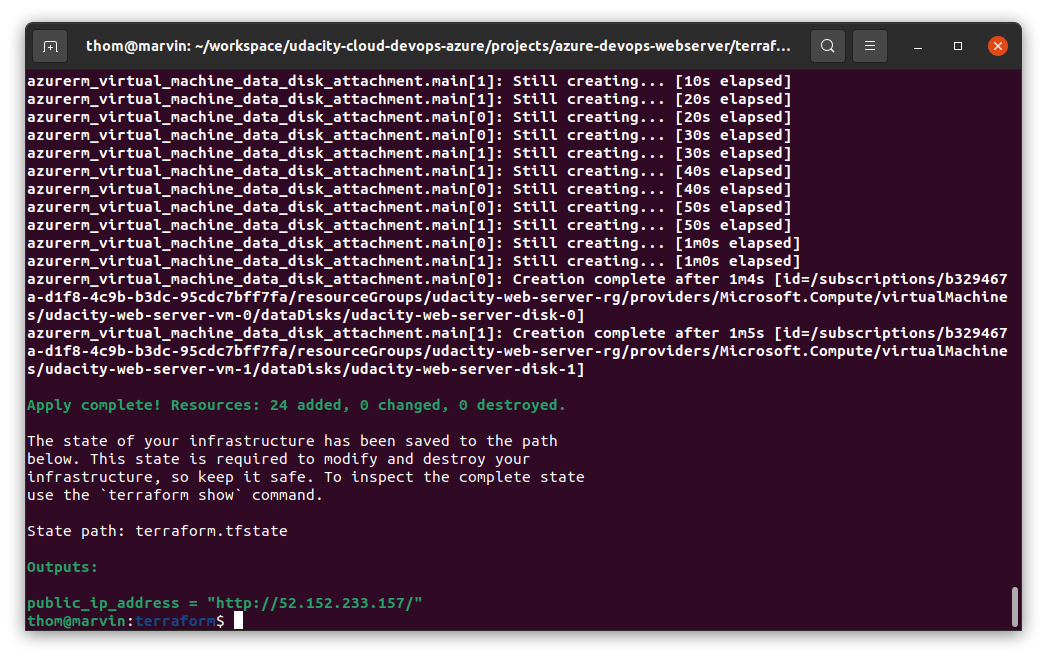 thom@marvin: ~/workspace/udacity-cloud-devops-azure/projects/azure-devops-webserver/terraf...
azurerm_virtual_machine_data_disk_attachment.main[1]: Still creating... [10s elapsed]
azurerm_virtual_machine_data_disk_attachment.main[1]: Still creating... [20s elapsed]
azurerm_virtual_machine_data_disk_attachment.main[0]: Still creating... [20s elapsed]
azurerm_virtual_machine_data_disk_attachment.main[0]: Still creating... [30s elapsed]
azurerm_virtual_machine_data_disk_attachment.main[1]: Still creating... [30s elapsed]
azurerm_virtual_machine_data_disk_attachment.main[1]: Still creating... [40s elapsed]
azurerm_virtual_machine_data_disk_attachment.main[0]: Still creating... [40s elapsed]
azurerm_virtual_machine_data_disk_attachment.main[0]: Still creating... [50s elapsed]
azurerm_virtual_machine_data_disk_attachment.main[1]: Still creating... [50s elapsed]
azurerm_virtual_machine_data_disk_attachment.main[0]: Still creating... [1m0s elapsed]
azurerm_virtual_machine_data_disk_attachment.main[1]: Still creating... [1m0s elapsed]
azurerm_virtual_machine_data_disk_attachment.main[0]: Creation complete after 1m4s [id=/subscriptions/b329467
a-d1f8-4c9b-b3dc-95cdc7bff7fa/resourceGroups/udacity-web-server-rg/providers/Microsoft.Compute/virtualMachine
s/udacity-web-server-vm-0/dataDisks/udacity-web-server-disk-0]
azurerm_virtual_machine_data_disk_attachment.main[1]: Creation complete after 1m5s [id=/subscriptions/b329467
a-d1f8-4c9b-b3dc-95cdc7bff7fa/resourceGroups/udacity-web-server-rg/providers/Microsoft.Compute/virtualMachine
s/udacity-web-server-vm-1/dataDisks/udacity-web-server-disk-1]
Apply complete! Resources: 24 added, 0 changed, 0 destroyed.
The state of your infrastructure has been saved to the path
below. This state is required to modify and destroy your
infrastructure, so keep it safe. To inspect the complete state
use the `terraform show` command.
State path: terraform.tfstate
Outputs:
public_ip_address = "http://52.152.233.157/"
thom@marvin:terraform$